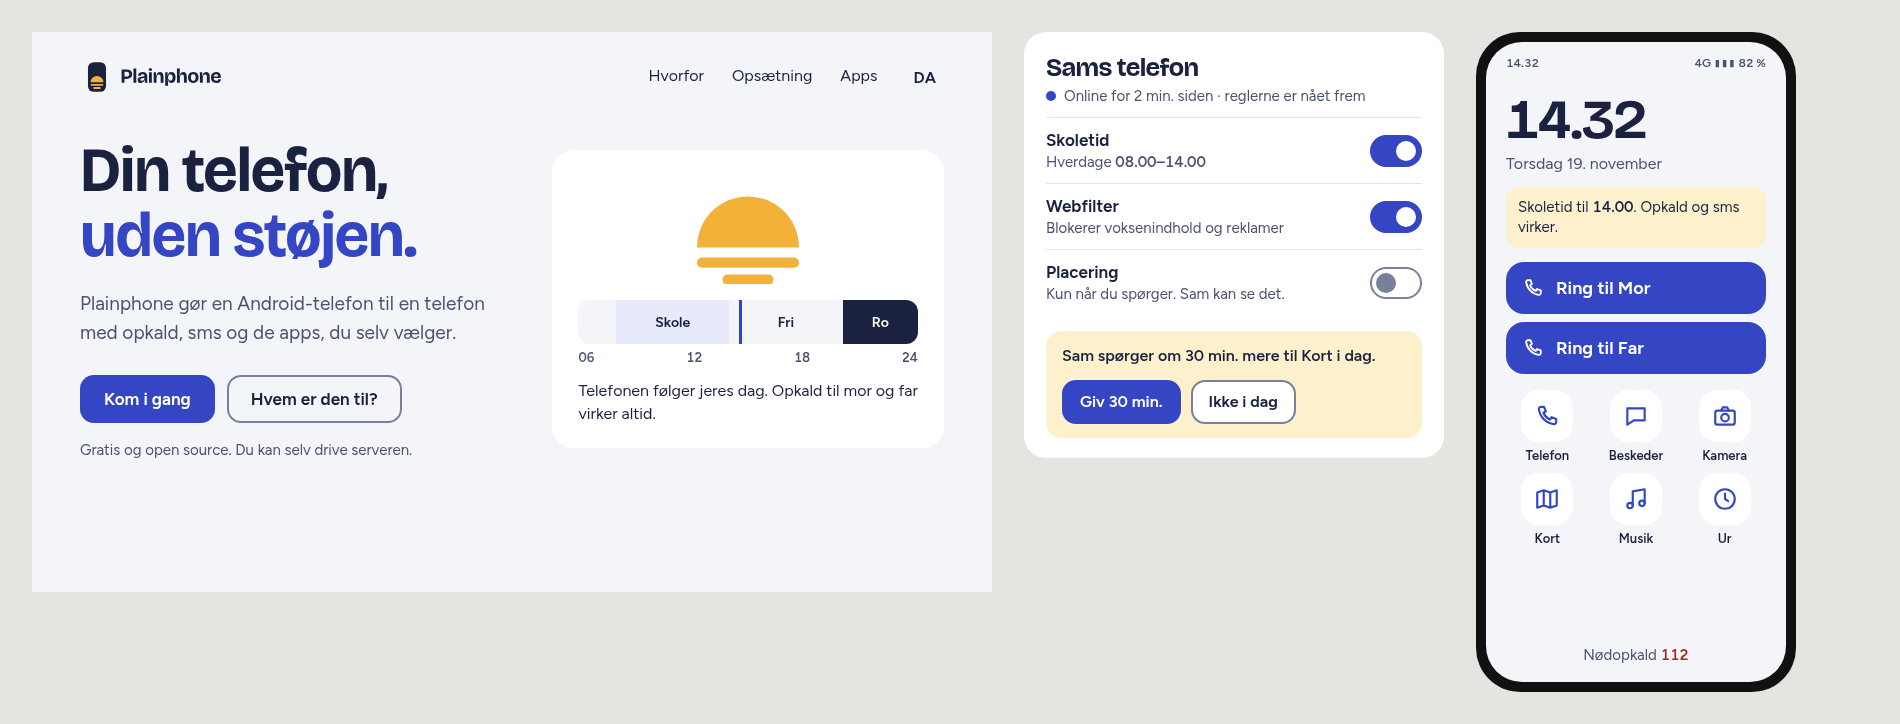 Plainphone
Hvorfor Opsætning Apps DA
Din telefon,
uden støjen.
Plainphone gør en Android-telefon til en telefon
med opkald, sms og de apps, du selv vælger.
Kom i gang Hvem er den til?
Gratis og open source. Du kan selv drive serveren.
Skole Fri Ro
06 12 18 24
Telefonen følger jeres dag. Opkald til mor og far
virker altid.
Sams telefon
Online for 2 min. siden · reglerne er nået frem
Skoletid
Hverdage 08.00–14.00
Webfilter
Blokerer voksenindhold og reklamer
Placering
Kun når du spørger. Sam kan se det.
Sam spørger om 30 min. mere til Kort i dag.
Giv 30 min. Ikke i dag
14.32 4G 82 %
14.32
Torsdag 19. november
Skoletid til 14.00. Opkald og sms
virker.
Ring til Mor
Ring til Far
Telefon Beskeder Kamera
Kort Musik Ur
Nødopkald 112